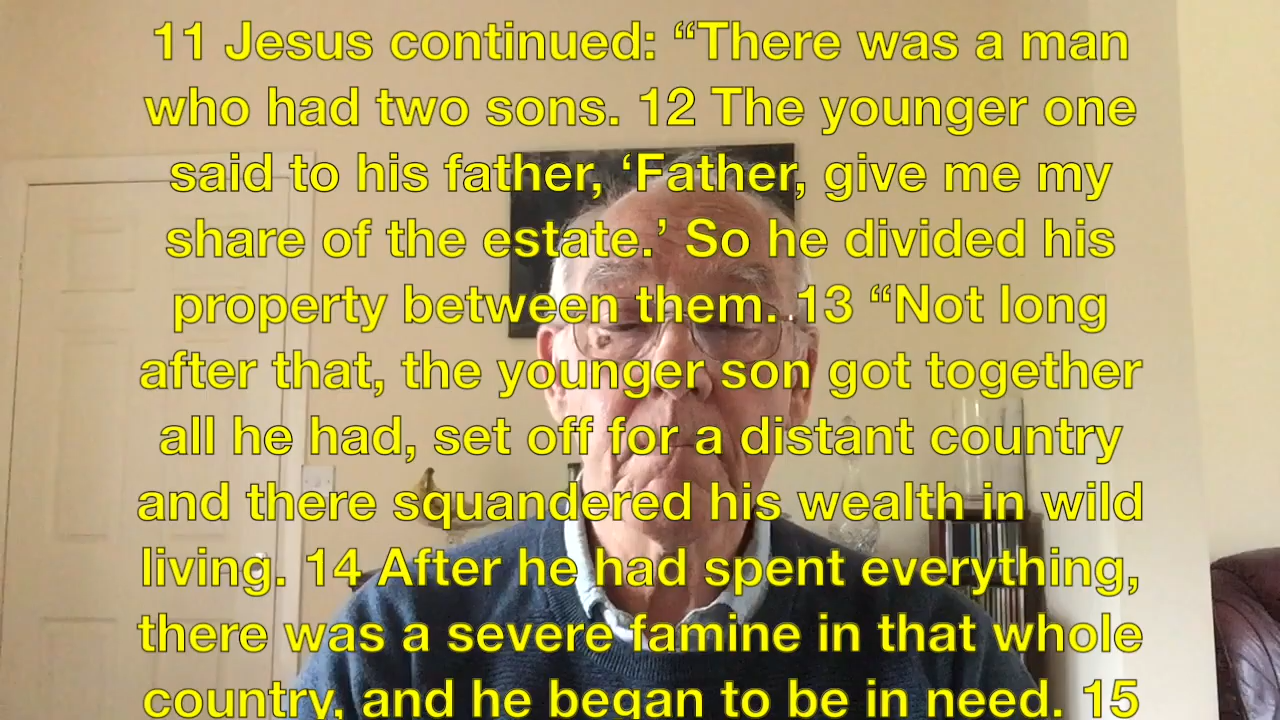 11 Jesus continued: “There was a man
who had two sons. 12 The younger one
said to his father, ‘Father, give me my
share of the estate.’ So he divided his
property between them. 13 “Not long
after that, the younger son got together
all he had, set off for a distant country
and there squandered his wealth in wild
living. 14 After he had spent everything,
there was a severe famine in that whole
country, and he began to be in need. 15